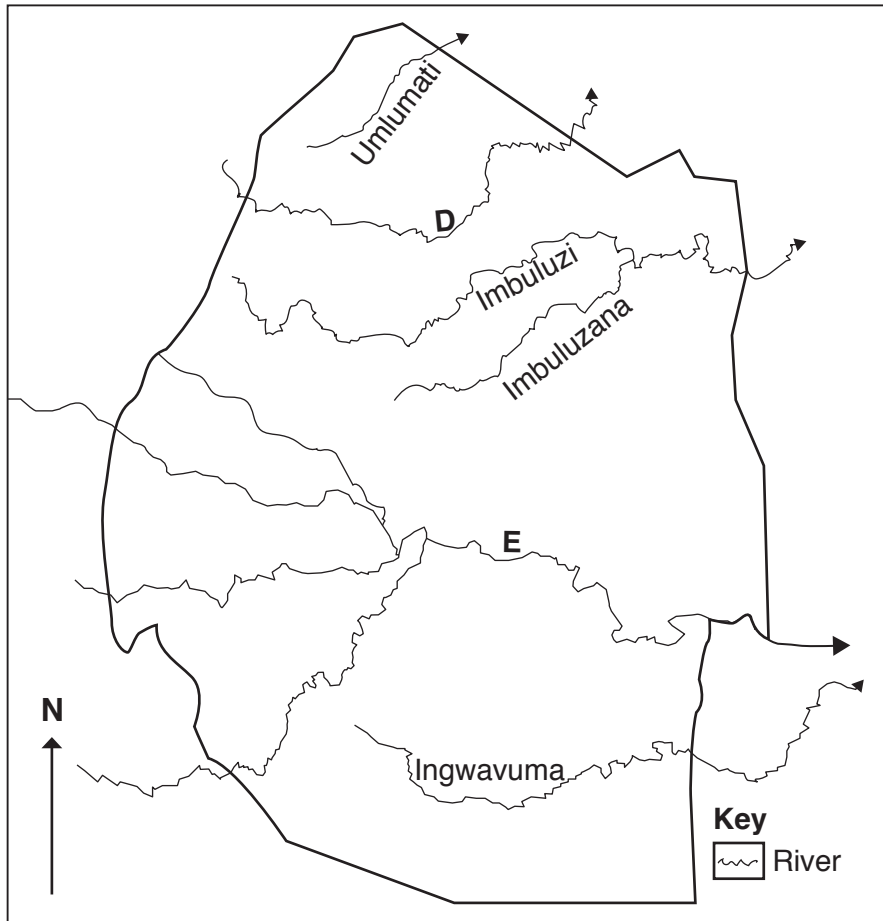 Umlumati
D
Imbuluzi
Imbuluzana
E
N
Ingwavuma
Key
River